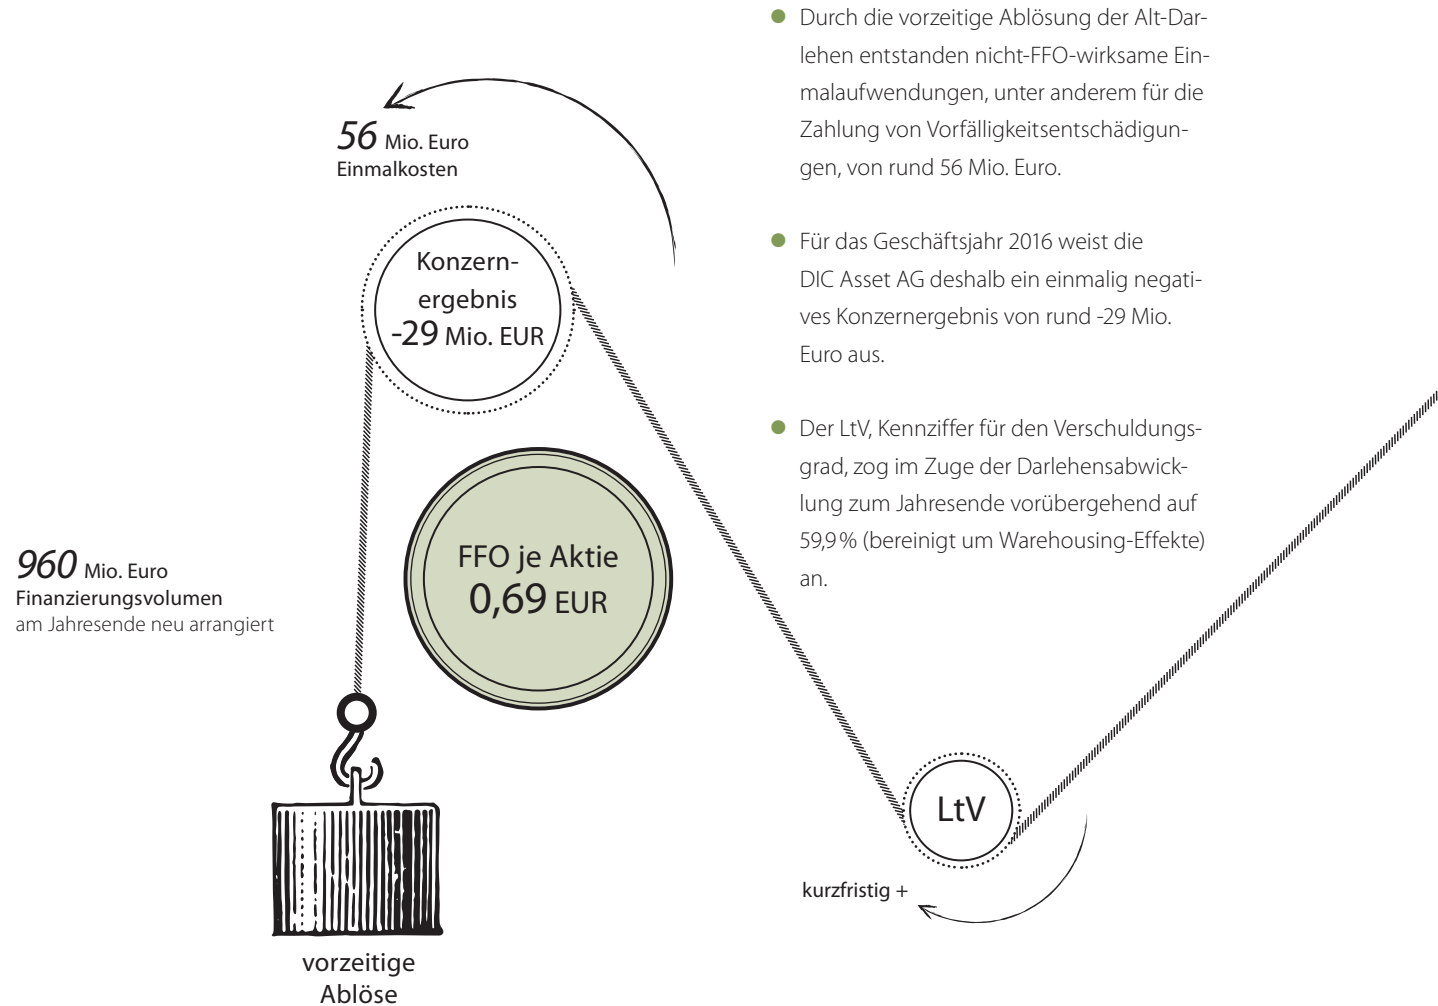 56 Mio. Euro
Einmalkosten
Konzern-
ergebnis
-29 Mio. EUR
FFO je Aktie
0,69 EUR
960 Mio. Euro
Finanzierungsvolumen
am Jahresende neu arrangiert
vorzeitige
Ablöse
● Durch die vorzeitige Ablösung der Alt-Dar-
lehen entstanden nicht-FFO-wirksame Ein-
malaufwendungen, unter anderem für die
Zahlung von Vorfälligkeitsentschädigun-
gen, von rund 56 Mio. Euro.
● Für das Geschäftsjahr 2016 weist die
DIC Asset AG deshalb ein einmalig negati-
ves Konzernergebnis von rund -29 Mio.
Euro aus.
● Der LtV, Kennziffer für den Verschuldungs-
grad, zog im Zuge der Darlehensabwick-
lung zum Jahresende vorübergehend auf
59,9 % (bereinigt um Warehousing-Effekte)
an.
LtV
kurzfristig +